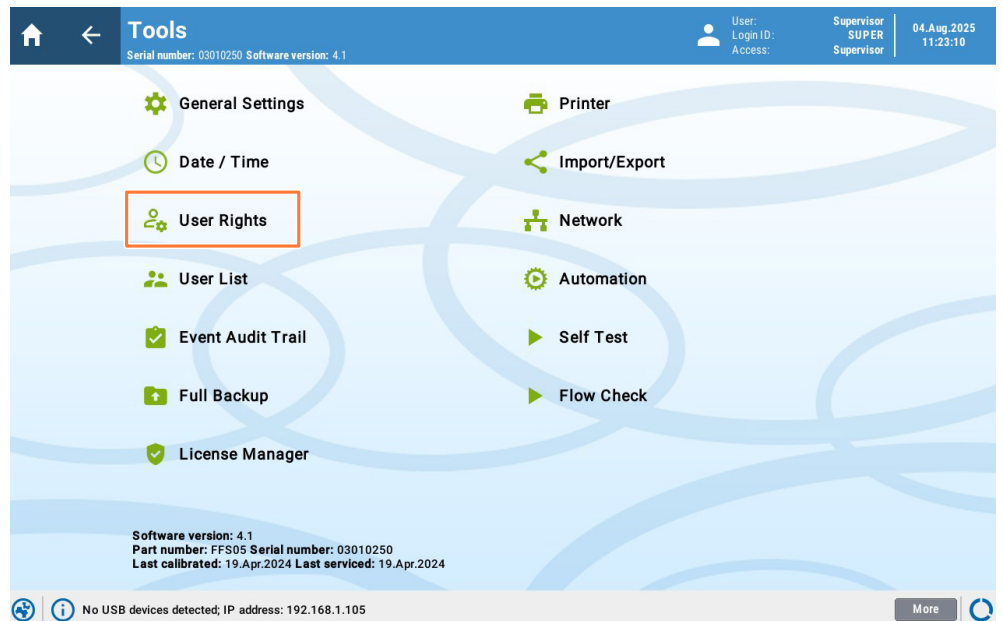 Tools
Serial number: 03010250 Software version: 4.1
User: Supervisor
Login ID: SUPER
Access: Supervisor
04.Aug.2025
11:23:10
General Settings
Date / Time
User Rights
User List
Event Audit Trail
Full Backup
License Manager
Printer
Import/Export
Network
Automation
Self Test
Flow Check
Software version: 4.1
Part number: FFS05 Serial number: 03010250
Last calibrated: 19.Apr.2024 Last serviced: 19.Apr.2024
No USB devices detected; IP address: 192.168.1.105
More